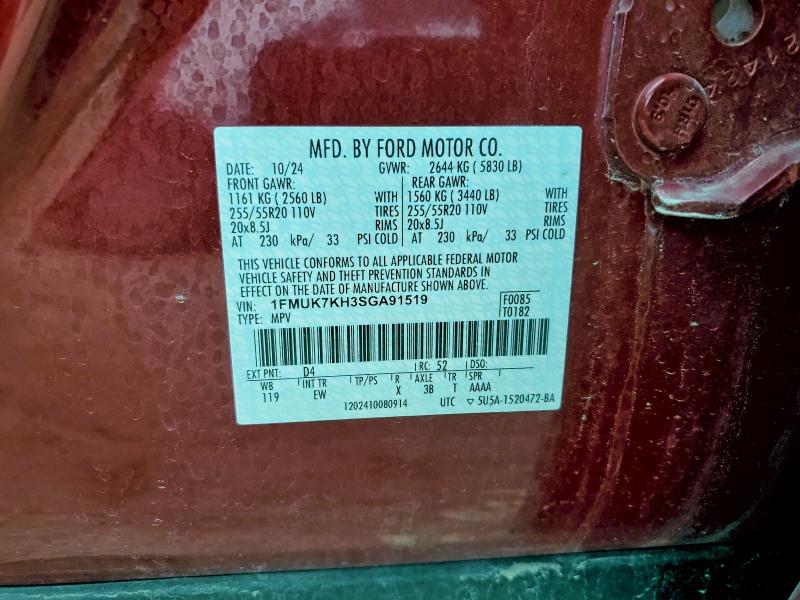 MFD. BY FORD MOTOR CO.
DATE: 10/24 GVWR: 2644 KG ( 5830 LB)
FRONT GAWR: REAR GAWR:
1161 KG ( 2560 LB) WITH 1560 KG ( 3440 LB) WITH
255/55R20 110V TIRES 255/55R20 110V TIRES
20x8.5J RIMS 20x8.5J RIMS
AT 230 kPa/ 33 PSI COLD AT 230 kPa/ 33 PSI COLD
THIS VEHICLE CONFORMS TO ALL APPLICABLE FEDERAL MOTOR
VEHICLE SAFETY AND THEFT PREVENTION STANDARDS IN
EFFECT ON THE DATE OF MANUFACTURE SHOWN ABOVE.
VIN: 1FMUK7KH3SGA91519 F0085
TYPE: MPV T0182
EXT PNT: D4 RC: 52 DSO:
WB INT TR TP/PS R AXLE TR SPR
119 EW X 3B T AAAA
1202410080914 UTC ▽ 5U5A-1520472-BA